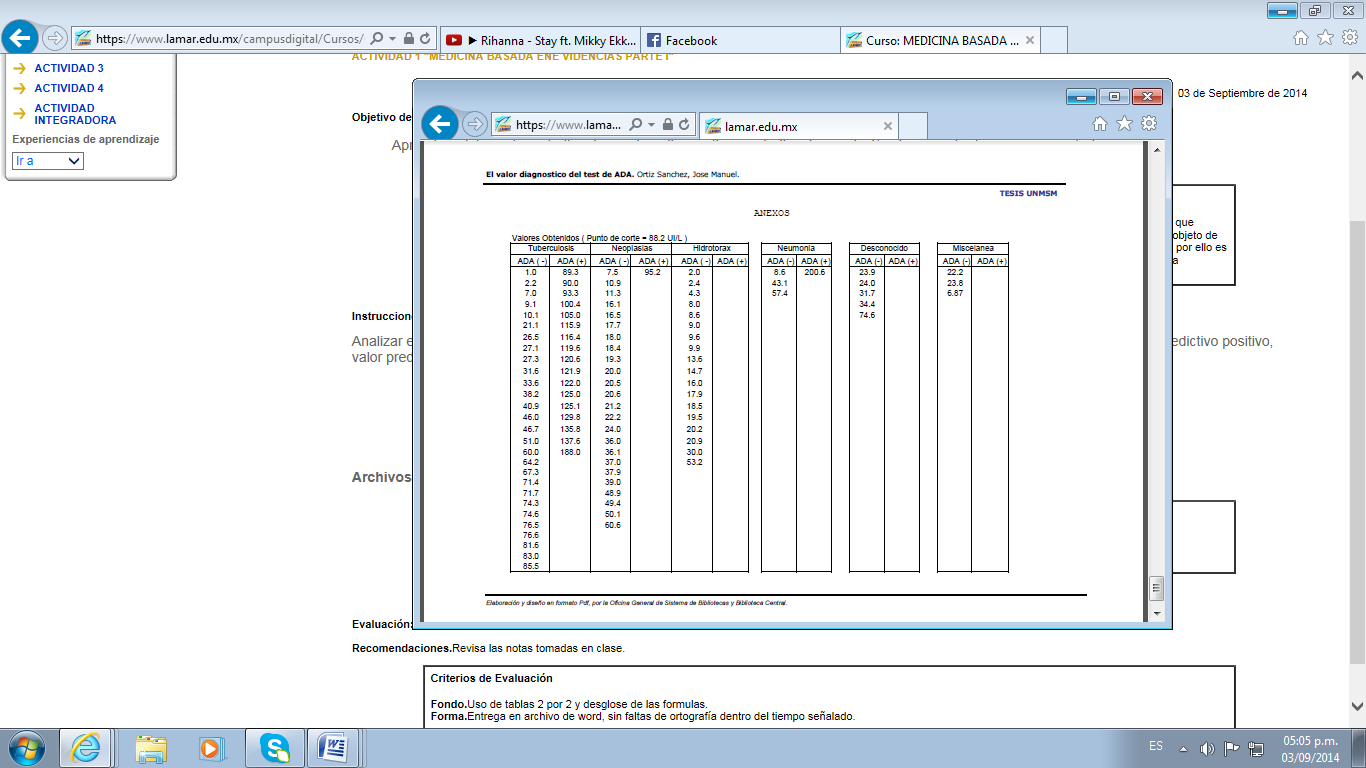 https://www.lamar.edu.mx/campusdigital/Cursos/
► Rihanna - Stay ft. Mikky Ekk...
Facebook
Curso: MEDICINA BASADA ...
ACTIVIDAD 3
ACTIVIDAD 4
ACTIVIDAD
INTEGRADORA
Experiencias de aprendizaje
Ir a
ACTIVIDAD 1 "MEDICINA BASADA ENE VIDENCIAS PARTE I"
03 de Septiembre de 2014
Objetivo de
Apr
que
objeto de
por ello es
a
Instruccion
Analizar e
edictivo positivo,
valor pred
Archivos
https://www.lama...
lamar.edu.mx
El valor diagnostico del test de ADA. Ortiz Sanchez, Jose Manuel.
TESIS UNMSM
ANEXOS
Valores Obtenidos ( Punto de corte = 88.2 UI/L )
Tuberculosis Neoplasias Hidrotorax Neumonia Desconocido Miscelanea
ADA ( -) ADA (+) ADA ( -) ADA (+) ADA ( -) ADA (+) ADA (-) ADA (+) ADA (-) ADA (+) ADA (-) ADA (+)
1.0 89.3 7.5 95.2 2.0 8.6 200.6 23.9 22.2
2.2 90.0 10.9 2.4 43.1 24.0 23.8
7.0 93.3 11.3 4.3 57.4 31.7 6.87
9.1 100.4 16.1 8.0 34.4
10.1 105.0 16.5 8.6 74.6
21.1 115.9 17.7 9.0
26.5 116.4 18.0 9.6
27.1 119.6 18.4 9.9
27.3 120.6 19.3 13.6
31.6 121.9 20.0 14.7
33.6 122.0 20.5 16.0
38.2 125.0 20.6 17.9
40.9 125.1 21.2 18.5
46.0 129.8 22.2 19.5
46.7 135.8 24.0 20.2
51.0 137.6 36.0 20.9
60.0 188.0 36.1 30.0
64.2 37.0 53.2
67.3 37.9
71.4 39.0
71.7 48.9
74.3 49.4
74.6 50.1
76.5 60.6
76.6
81.6
83.0
85.5
Elaboración y diseño en formato Pdf, por la Oficina General de Sistema de Bibliotecas y Biblioteca Central.
Evaluación:
Recomendaciones.Revisa las notas tomadas en clase.
Criterios de Evaluación
Fondo.Uso de tablas 2 por 2 y desglose de las formulas.
Forma.Entrega en archivo de word, sin faltas de ortografía dentro del tiempo señalado.
ES
05:05 p.m.
03/09/2014